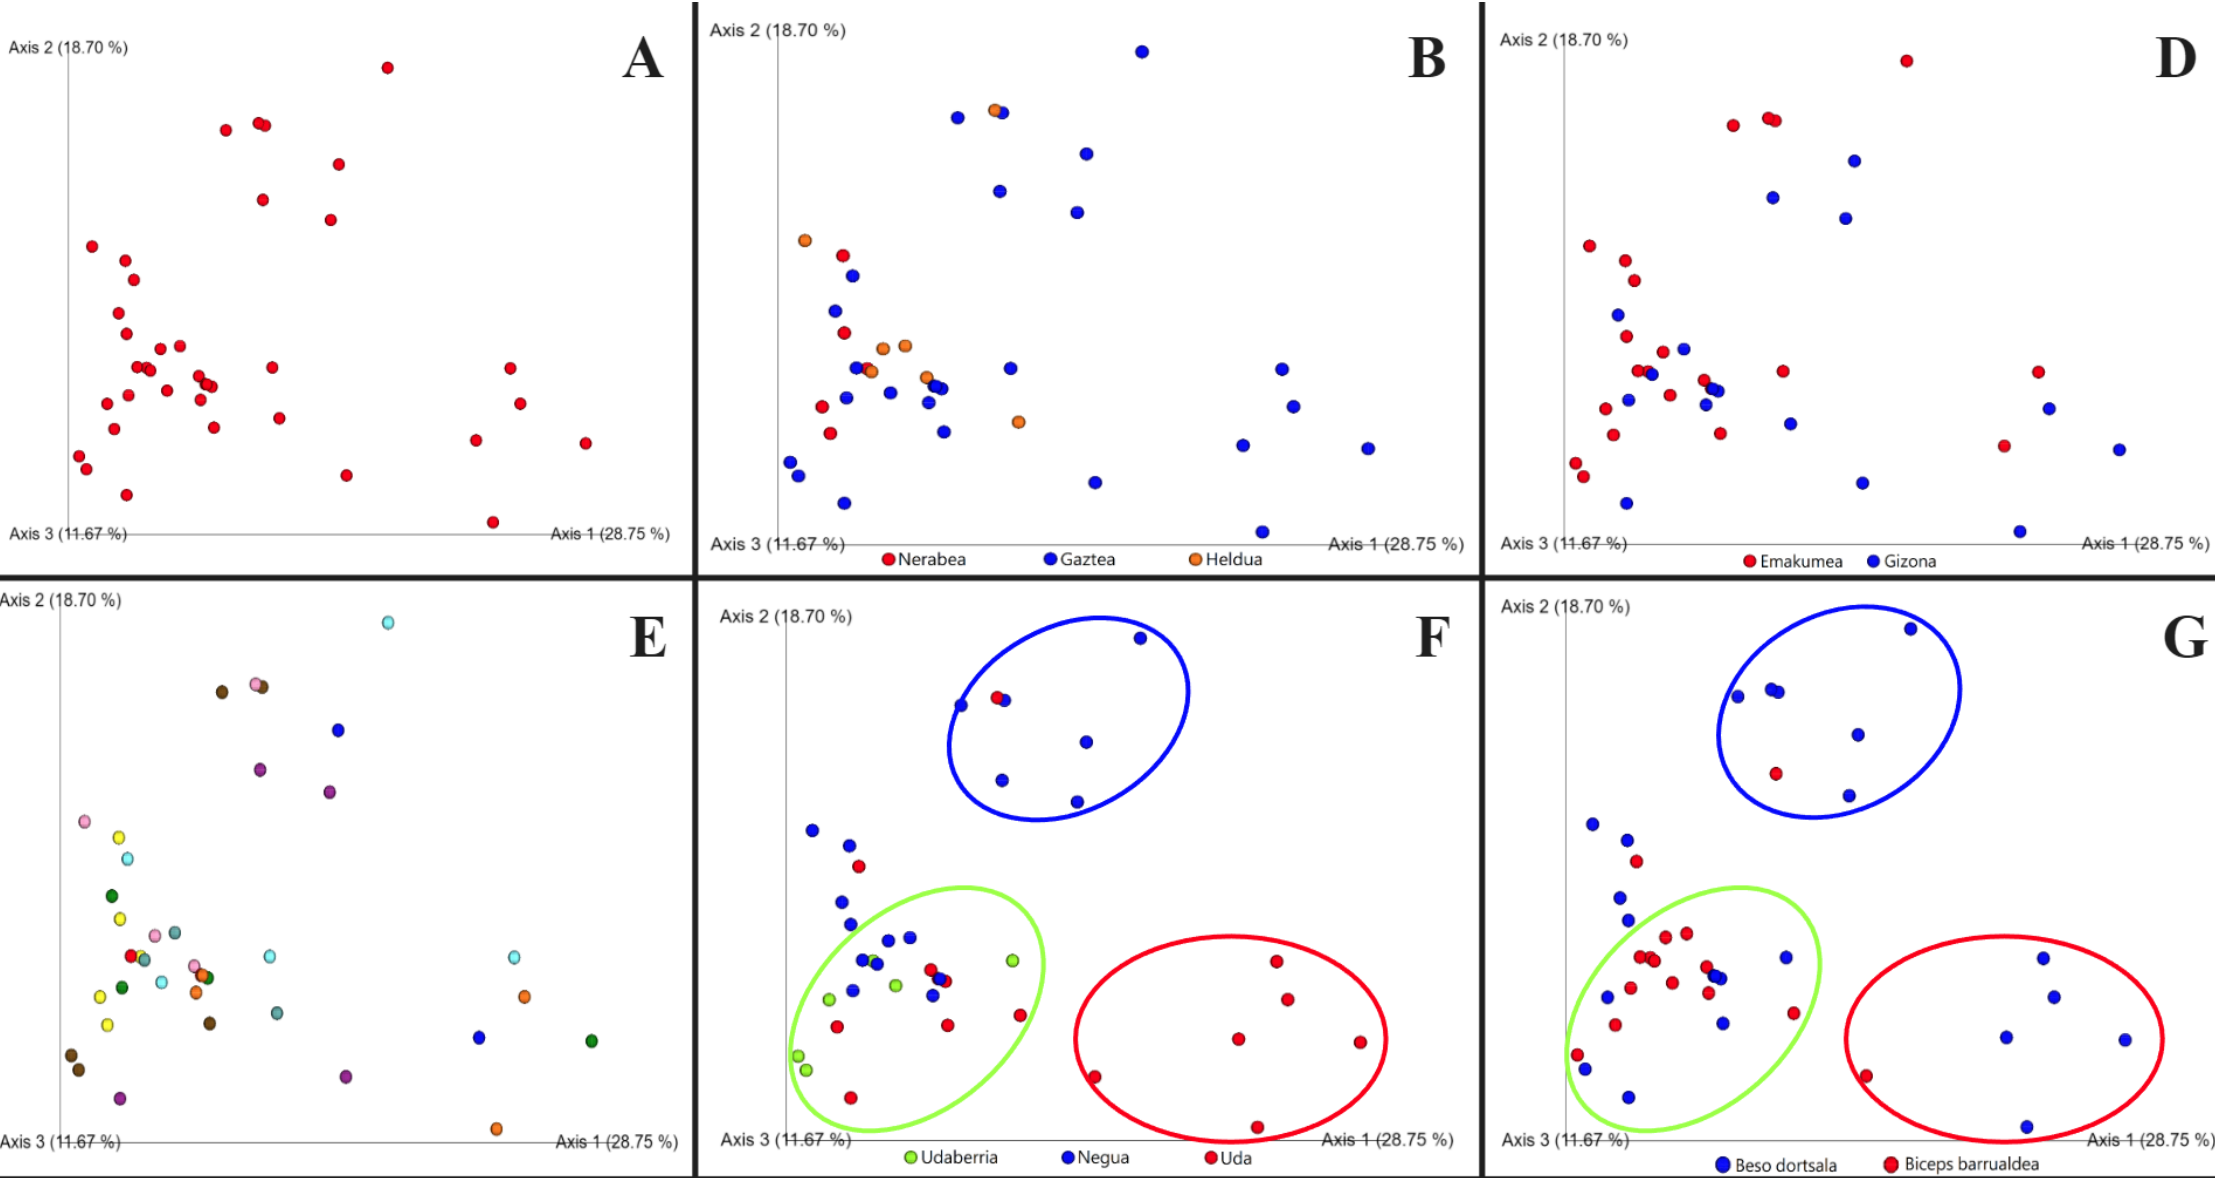 A
Axis 2 (18.70 %)
Axis 3 (11.67 %)
Axis 1 (28.75 %)
B
Axis 2 (18.70 %)
Axis 3 (11.67 %)
Axis 1 (28.75 %)
Nerabea Gaztea Heldua
D
Axis 2 (18.70 %)
Axis 3 (11.67 %)
Axis 1 (28.75 %)
Emakumea Gizona
E
Axis 2 (18.70 %)
Axis 3 (11.67 %)
Axis 1 (28.75 %)
F
Axis 2 (18.70 %)
Axis 3 (11.67 %)
Axis 1 (28.75 %)
Udaberria Negua Uda
G
Axis 2 (18.70 %)
Axis 3 (11.67 %)
Axis 1 (28.75 %)
Beso dortsala Biceps barrualdea